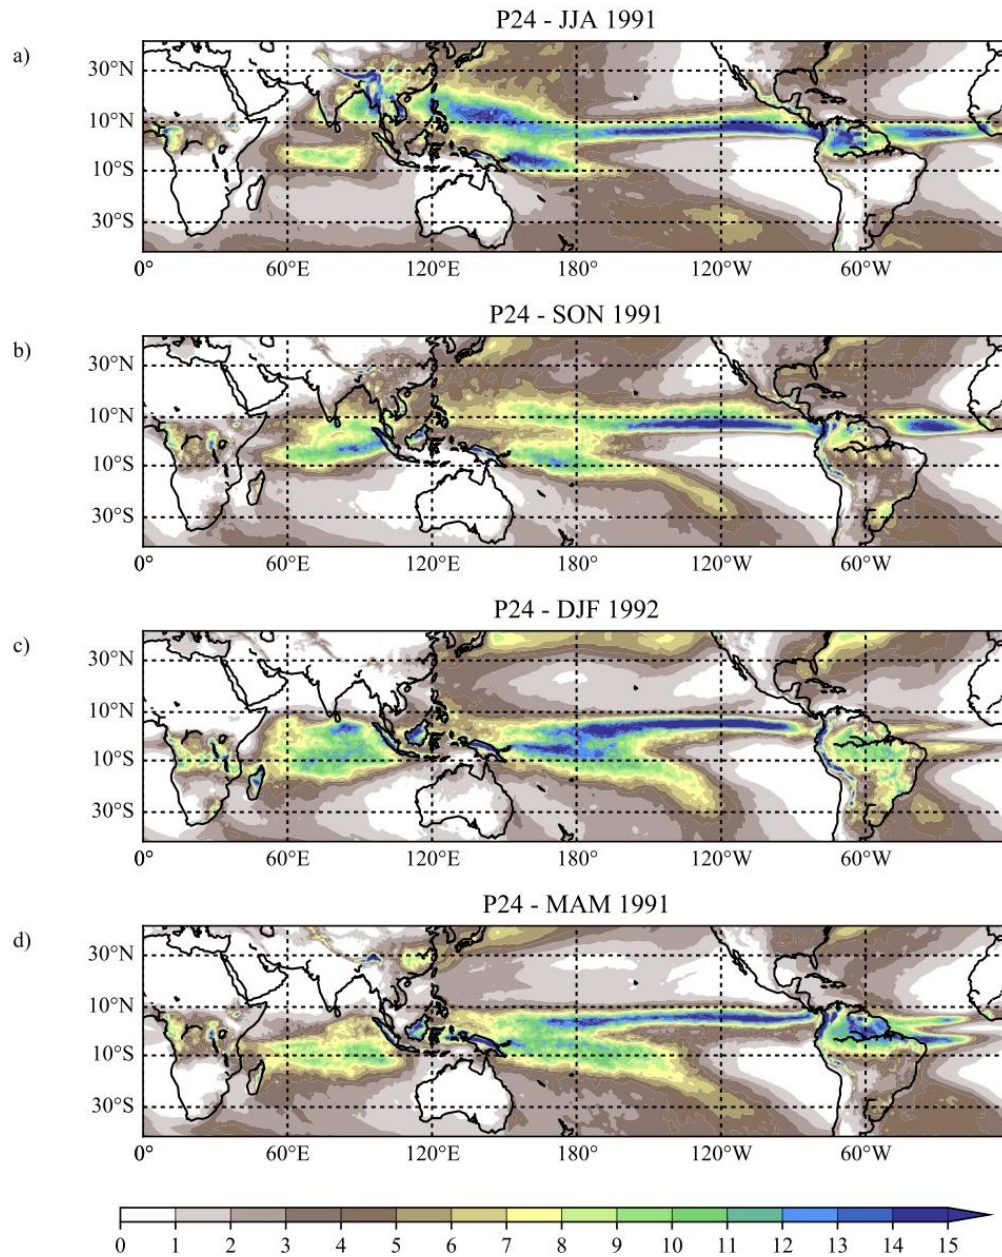 P24 - JJA 1991
a)
30°N
10°N
10°S
30°S
0° 60°E 120°E 180° 120°W 60°W
P24 - SON 1991
b)
30°N
10°N
10°S
30°S
0° 60°E 120°E 180° 120°W 60°W
P24 - DJF 1992
c)
30°N
10°N
10°S
30°S
0° 60°E 120°E 180° 120°W 60°W
P24 - MAM 1991
d)
30°N
10°N
10°S
30°S
0° 60°E 120°E 180° 120°W 60°W
0 1 2 3 4 5 6 7 8 9 10 11 12 13 14 15